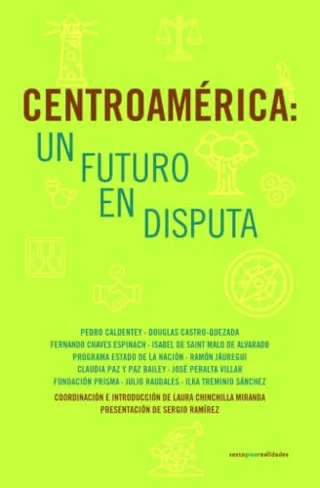 CENTROAMÉRICA:
UN
FUTURO
EN
DISPUTA
PEDRO CALDENTEY · DOUGLAS CASTRO-QUEZADA
FERNANDO CHAVES ESPINACH · ISABEL DE SAINT MALO DE ALVARADO
PROGRAMA ESTADO DE LA NACIÓN · RAMÓN JÁUREGUI
CLAUDIA PAZ Y PAZ BAILEY · JOSÉ PERALTA VILLAR
FUNDACIÓN PRISMA · JULIO RAUDALES · ILKA TREMINIO SÁNCHEZ
COORDINACIÓN E INTRODUCCIÓN DE LAURA CHINCHILLA MIRANDA
PRESENTACIÓN DE SERGIO RAMÍREZ
sextopisorealidades